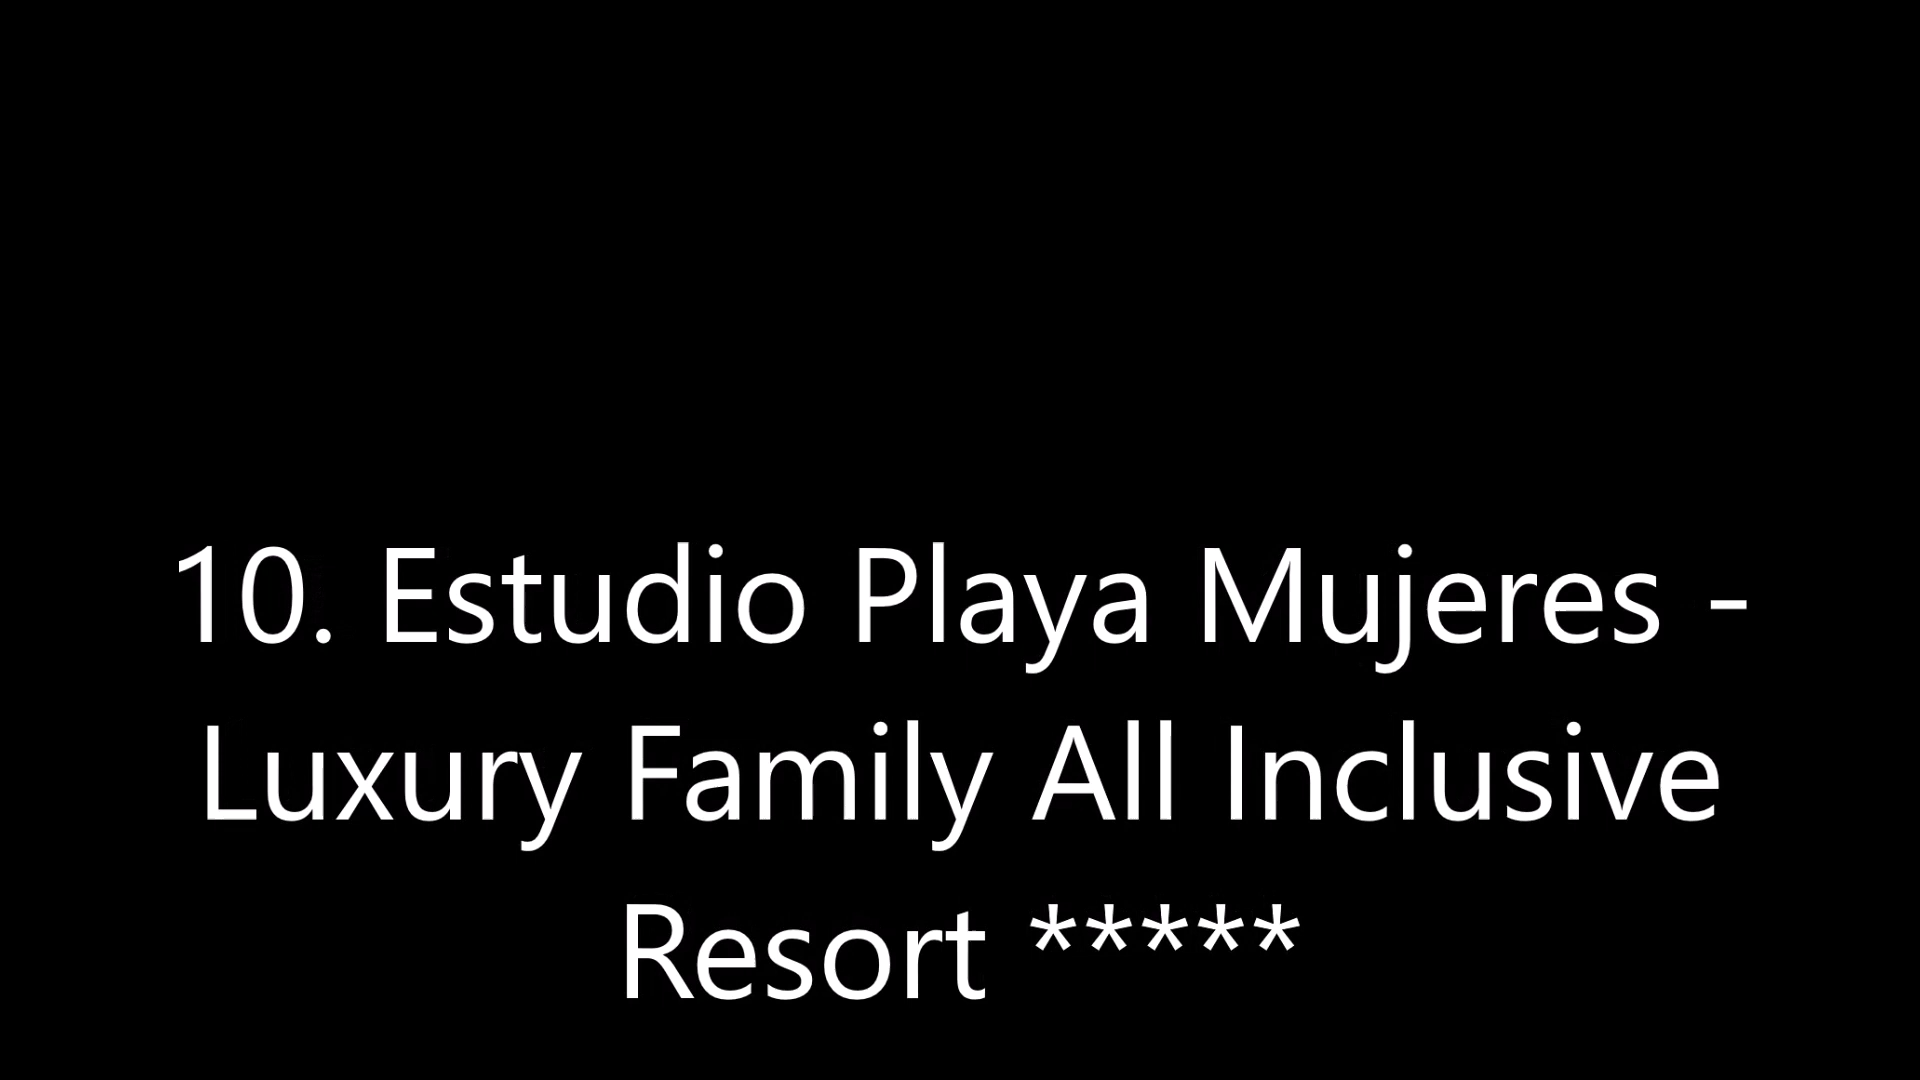 10. Estudio Playa Mujeres -
Luxury Family All Inclusive
Resort *****